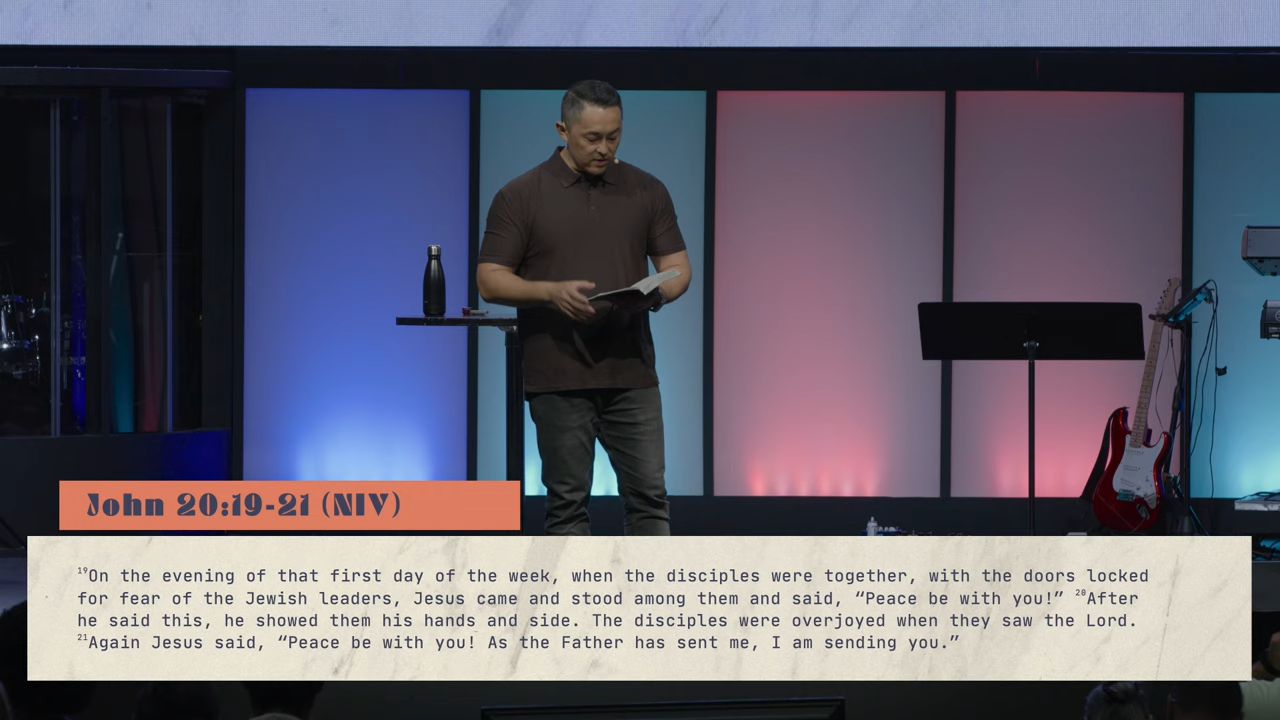 John 20:19-21 (NIV)
19On the evening of that first day of the week, when the disciples were together, with the doors locked
for fear of the Jewish leaders, Jesus came and stood among them and said, “Peace be with you!” 20After
he said this, he showed them his hands and side. The disciples were overjoyed when they saw the Lord.
21Again Jesus said, “Peace be with you! As the Father has sent me, I am sending you.”